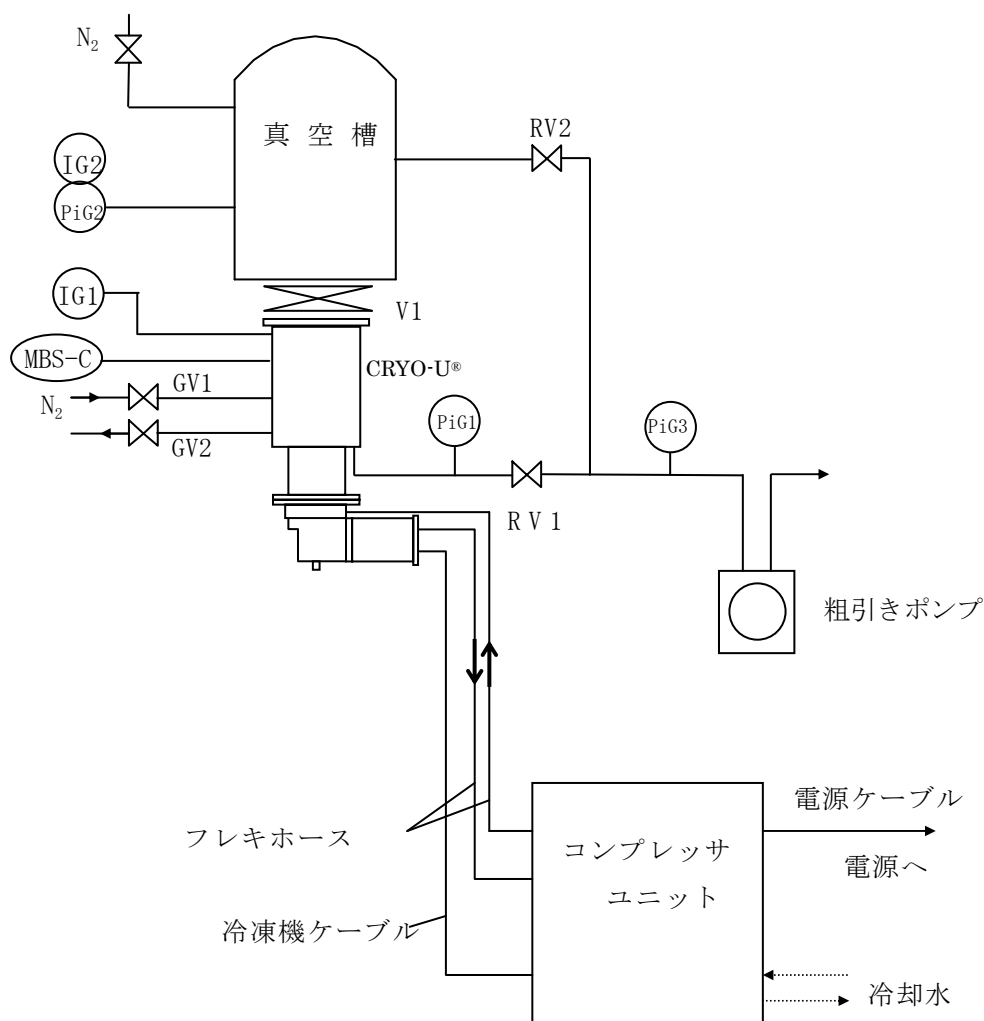 N₂
真 空 槽
RV2
IG2
PiG2
IG1
V1
MBS-C
CRYO-U®
GV1
N₂
GV2
PiG1
PiG3
RV1
粗引きポンプ
フレキホース
コンプレッサ
ユニット
電源ケーブル
電源へ
冷凍機ケーブル
冷却水